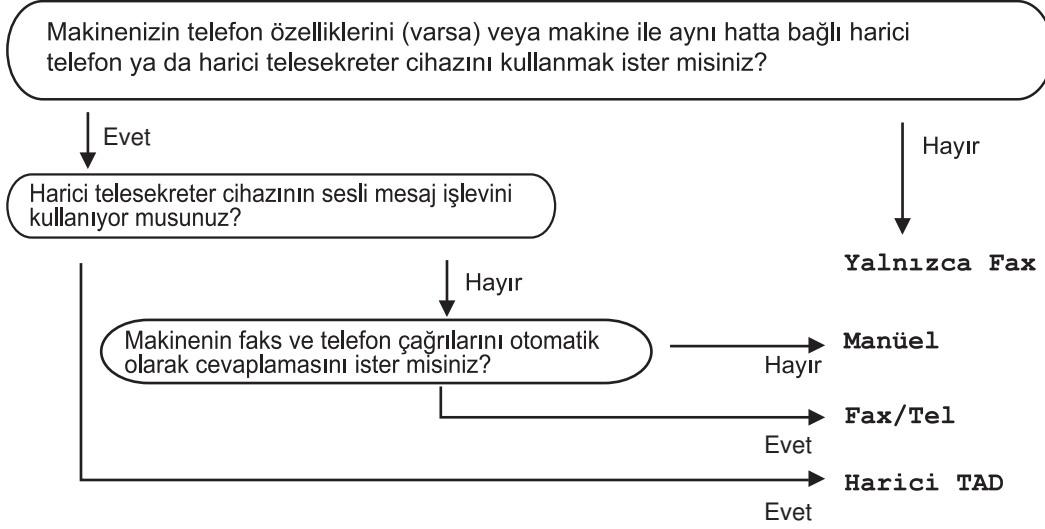 Makinenizin telefon özelliklerini (varsa) veya makine ile aynı hatta bağlı harici
telefon ya da harici telesekreter cihazını kullanmak ister misiniz?
Evet
Hayır
Harici telesekreter cihazının sesli mesaj işlevini
kullanıyor musunuz?
Yalnızca Fax
Hayır
Makinenin faks ve telefon çağrılarını otomatik
olarak cevaplamasını ister misiniz?
Manüel
Hayır
Fax/Tel
Evet
Harici TAD
Evet